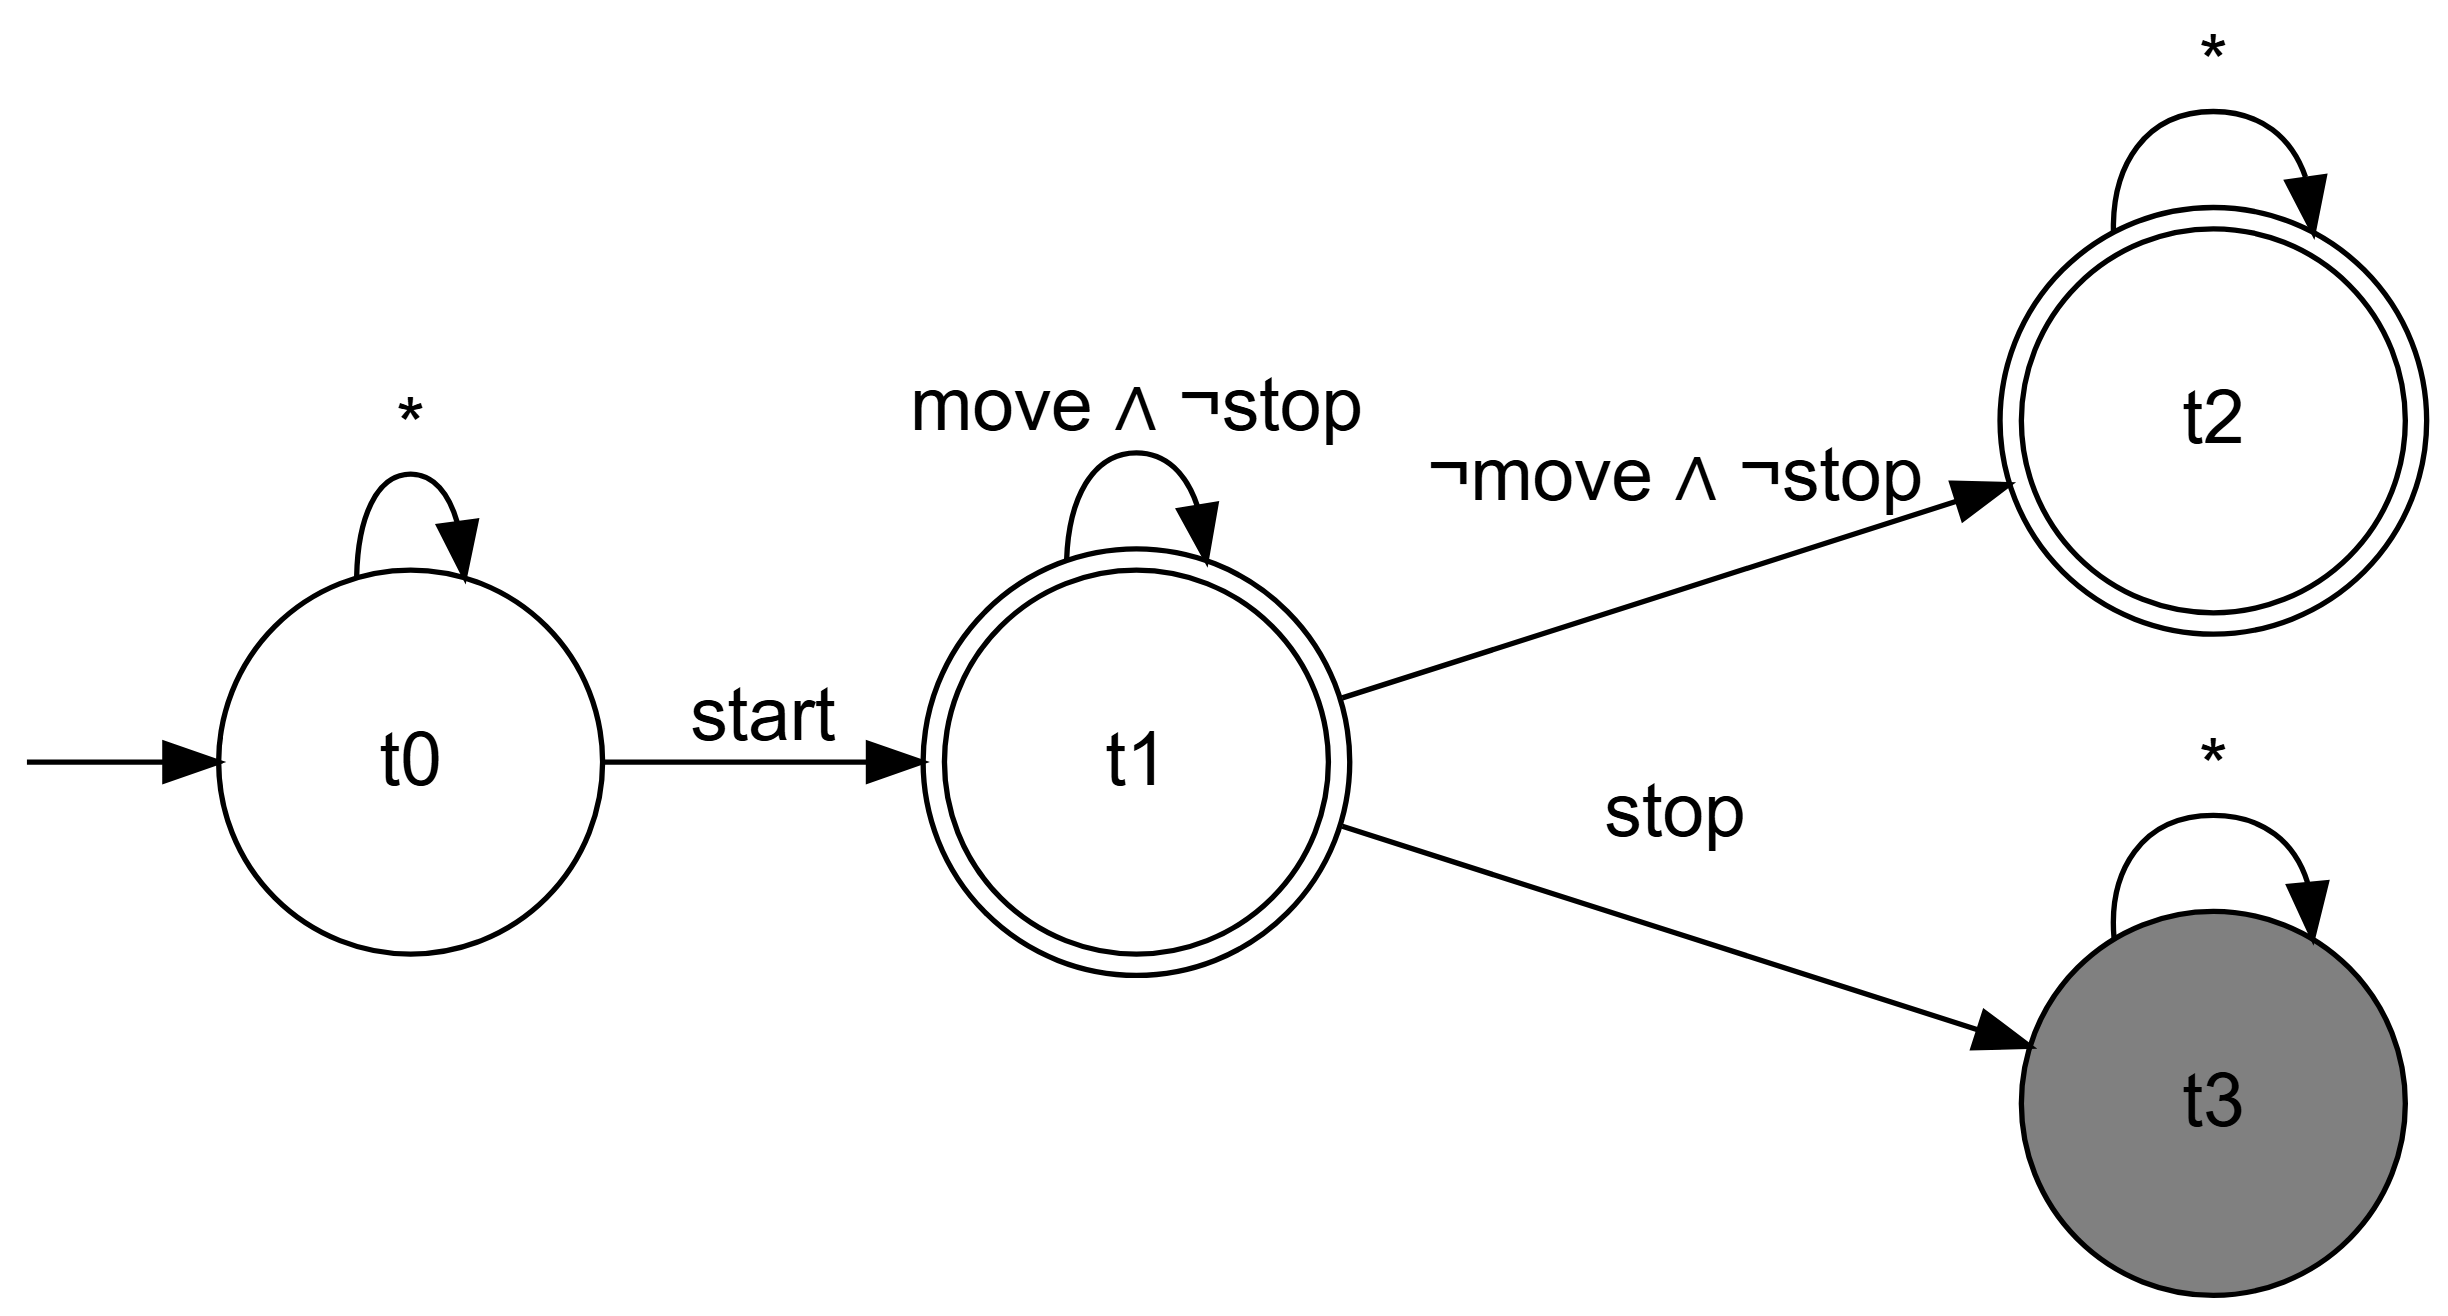 *
t2
*
move ∧ ¬stop
¬move ∧ ¬stop
t0
start
t1
*
stop
t3